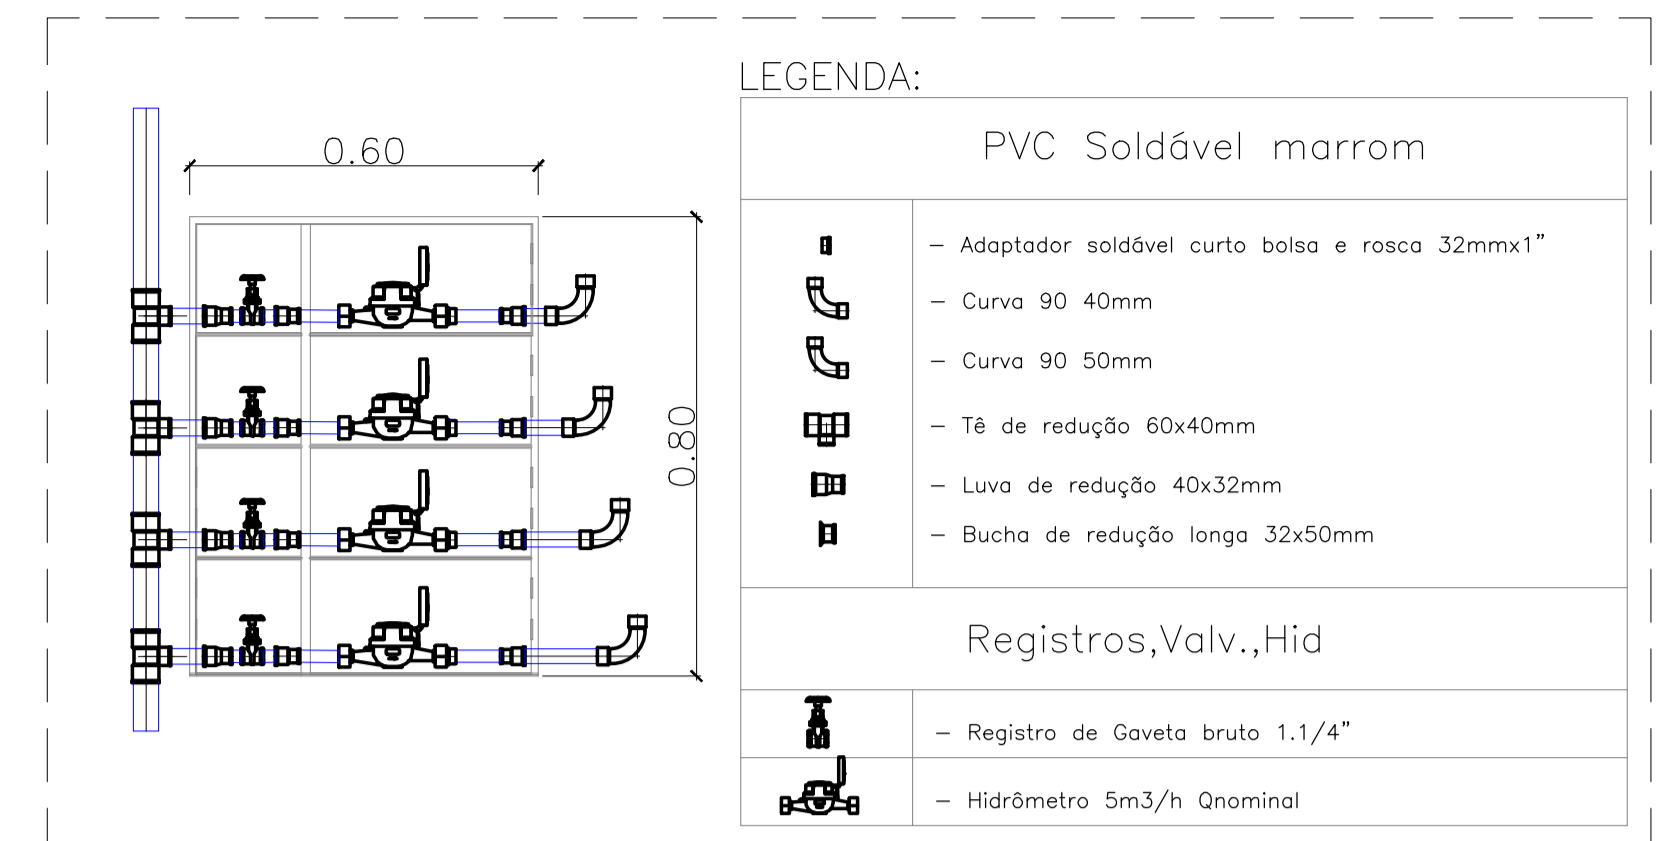 LEGENDA:
0.60
0.80
PVC Soldável marrom
- Adaptador soldável curto bolsa e rosca 32mmx1"
- Curva 90 40mm
- Curva 90 50mm
- Tê de redução 60x40mm
- Luva de redução 40x32mm
- Bucha de redução longa 32x50mm
Registros,Valv.,Hid
- Registro de Gaveta bruto 1.1/4"
- Hidrômetro 5m3/h Qnominal